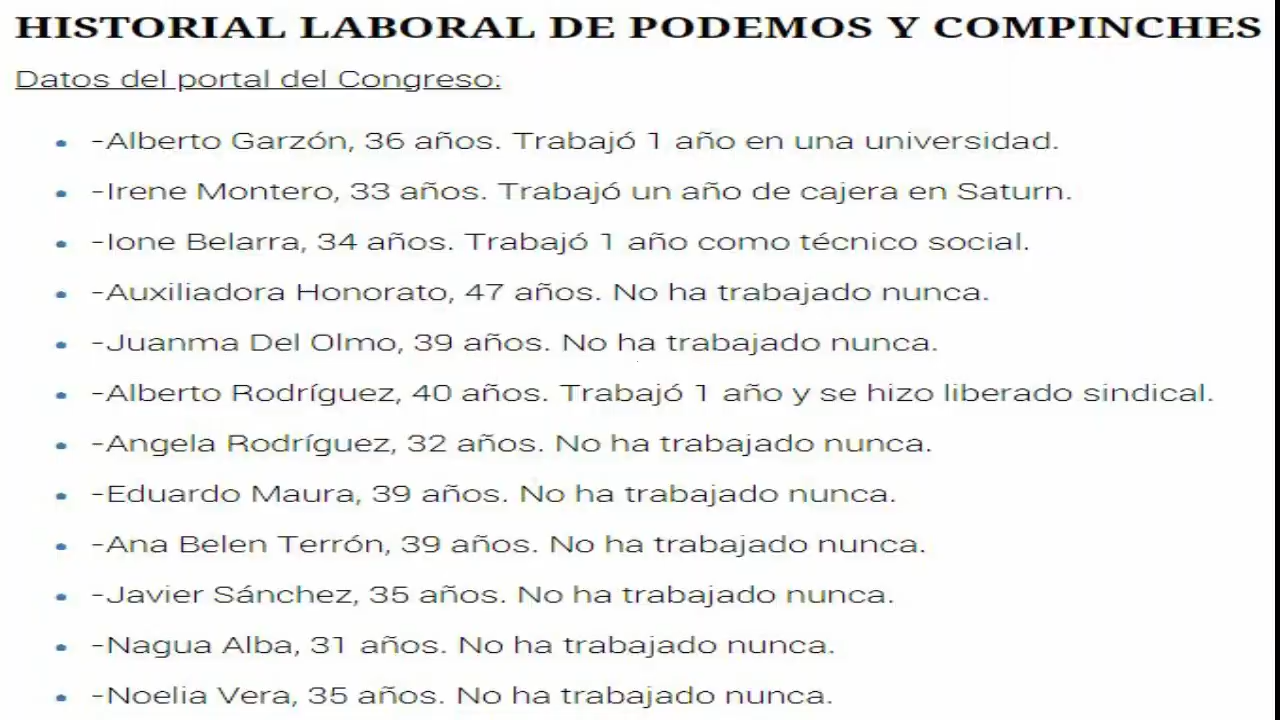 HISTORIAL LABORAL DE PODEMOS Y COMPINCHES
Datos del portal del Congreso:
-Alberto Garzón, 36 años. Trabajó 1 año en una universidad.
-Irene Montero, 33 años. Trabajó un año de cajera en Saturn.
-Ione Belarra, 34 años. Trabajó 1 año como técnico social.
-Auxiliadora Honorato, 47 años. No ha trabajado nunca.
-Juanma Del Olmo, 39 años. No ha trabajado nunca.
-Alberto Rodríguez, 40 años. Trabajó 1 año y se hizo liberado sindical.
-Angela Rodríguez, 32 años. No ha trabajado nunca.
-Eduardo Maura, 39 años. No ha trabajado nunca.
-Ana Belen Terrón, 39 años. No ha trabajado nunca.
-Javier Sánchez, 35 años. No ha trabajado nunca.
-Nagua Alba, 31 años. No ha trabajado nunca.
-Noelia Vera, 35 años. No ha trabajado nunca.